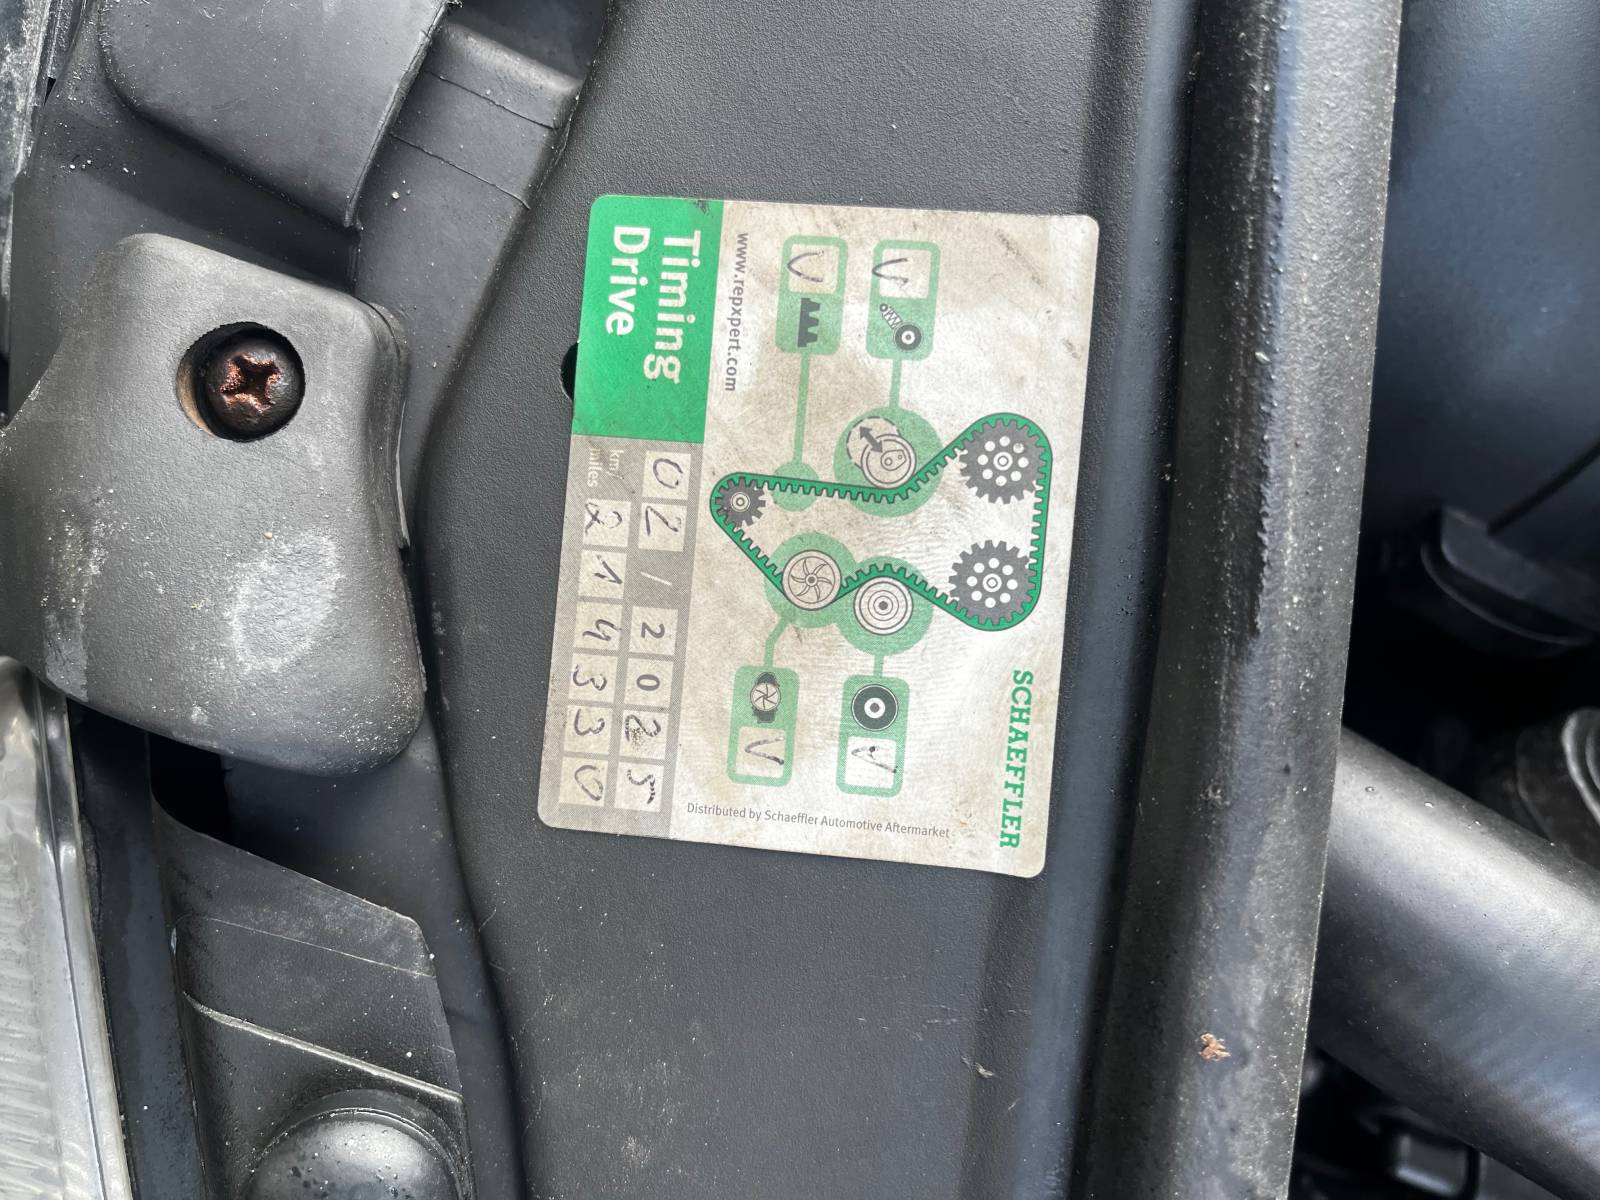 SCHAEFFLER
www.repxpert.com
Distributed by Schaeffler Automotive Aftermarket
Timing
Drive
02/2025
km
miles
214330